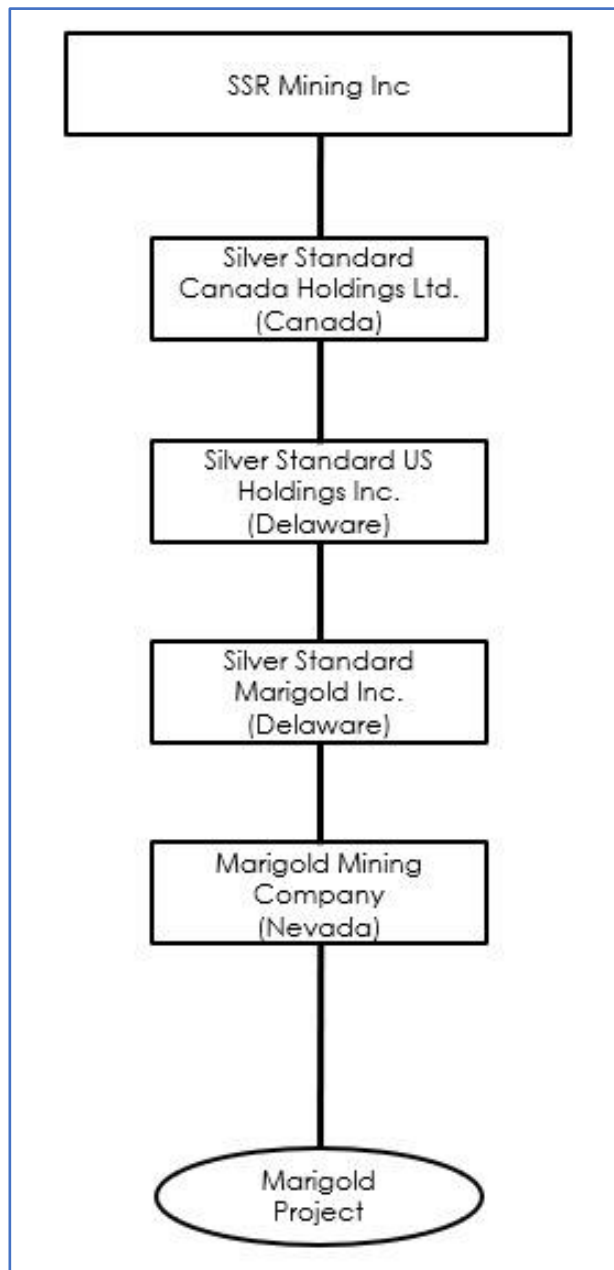 SSR Mining Inc
Silver Standard
Canada Holdings Ltd.
(Canada)
Silver Standard US
Holdings Inc.
(Delaware)
Silver Standard
Marigold Inc.
(Delaware)
Marigold Mining
Company
(Nevada)
Marigold
Project